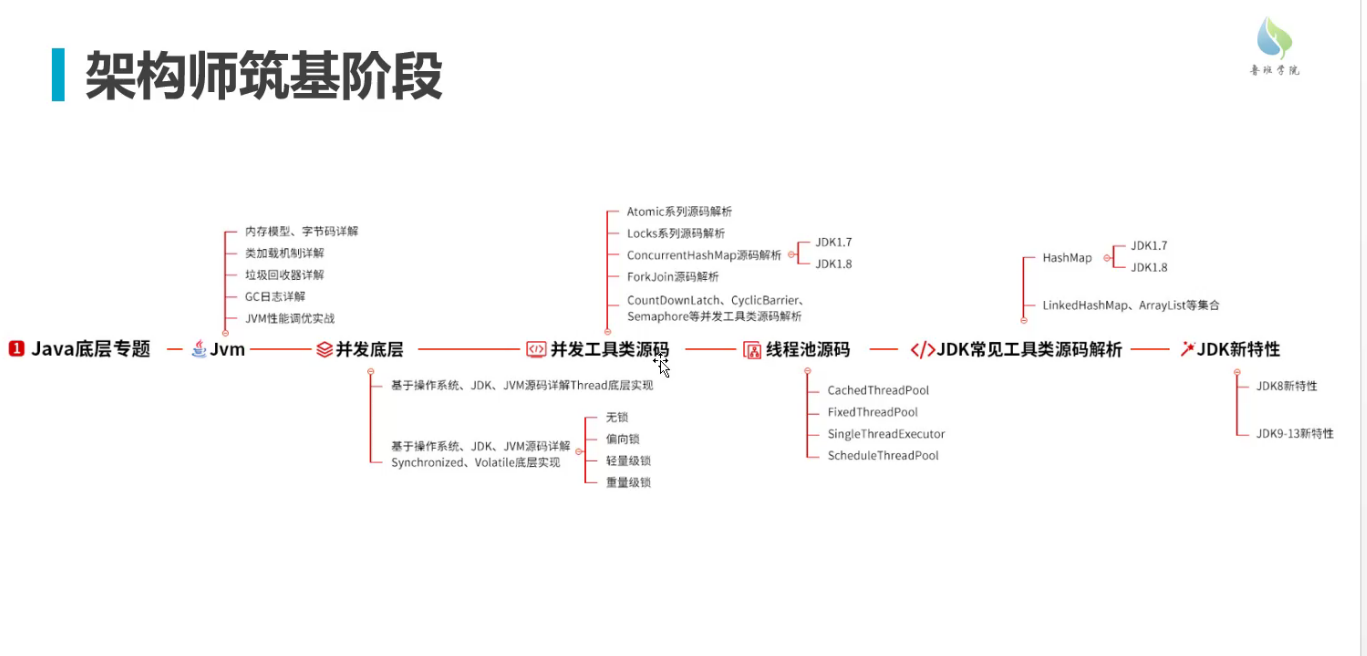 架构师筑基阶段
鲁班学院
1 Java底层专题
Jvm
内存模型、字节码详解
类加载机制详解
垃圾回收器详解
GC日志详解
JVM性能调优实战
并发底层
基于操作系统、JDK、JVM源码详解Thread底层实现
基于操作系统、JDK、JVM源码详解
Synchronized、Volatile底层实现
无锁
偏向锁
轻量级锁
重量级锁
并发工具类源码
Atomic系列源码解析
Locks系列源码解析
ConcurrentHashMap源码解析
JDK1.7
JDK1.8
ForkJoin源码解析
CountDownLatch、CyclicBarrier、
Semaphore等并发工具类源码解析
线程池源码
CachedThreadPool
FixedThreadPool
SingleThreadExecutor
ScheduleThreadPool
</>JDK常见工具类源码解析
HashMap
JDK1.7
JDK1.8
LinkedHashMap、ArrayList等集合
JDK新特性
JDK8新特性
JDK9-13新特性